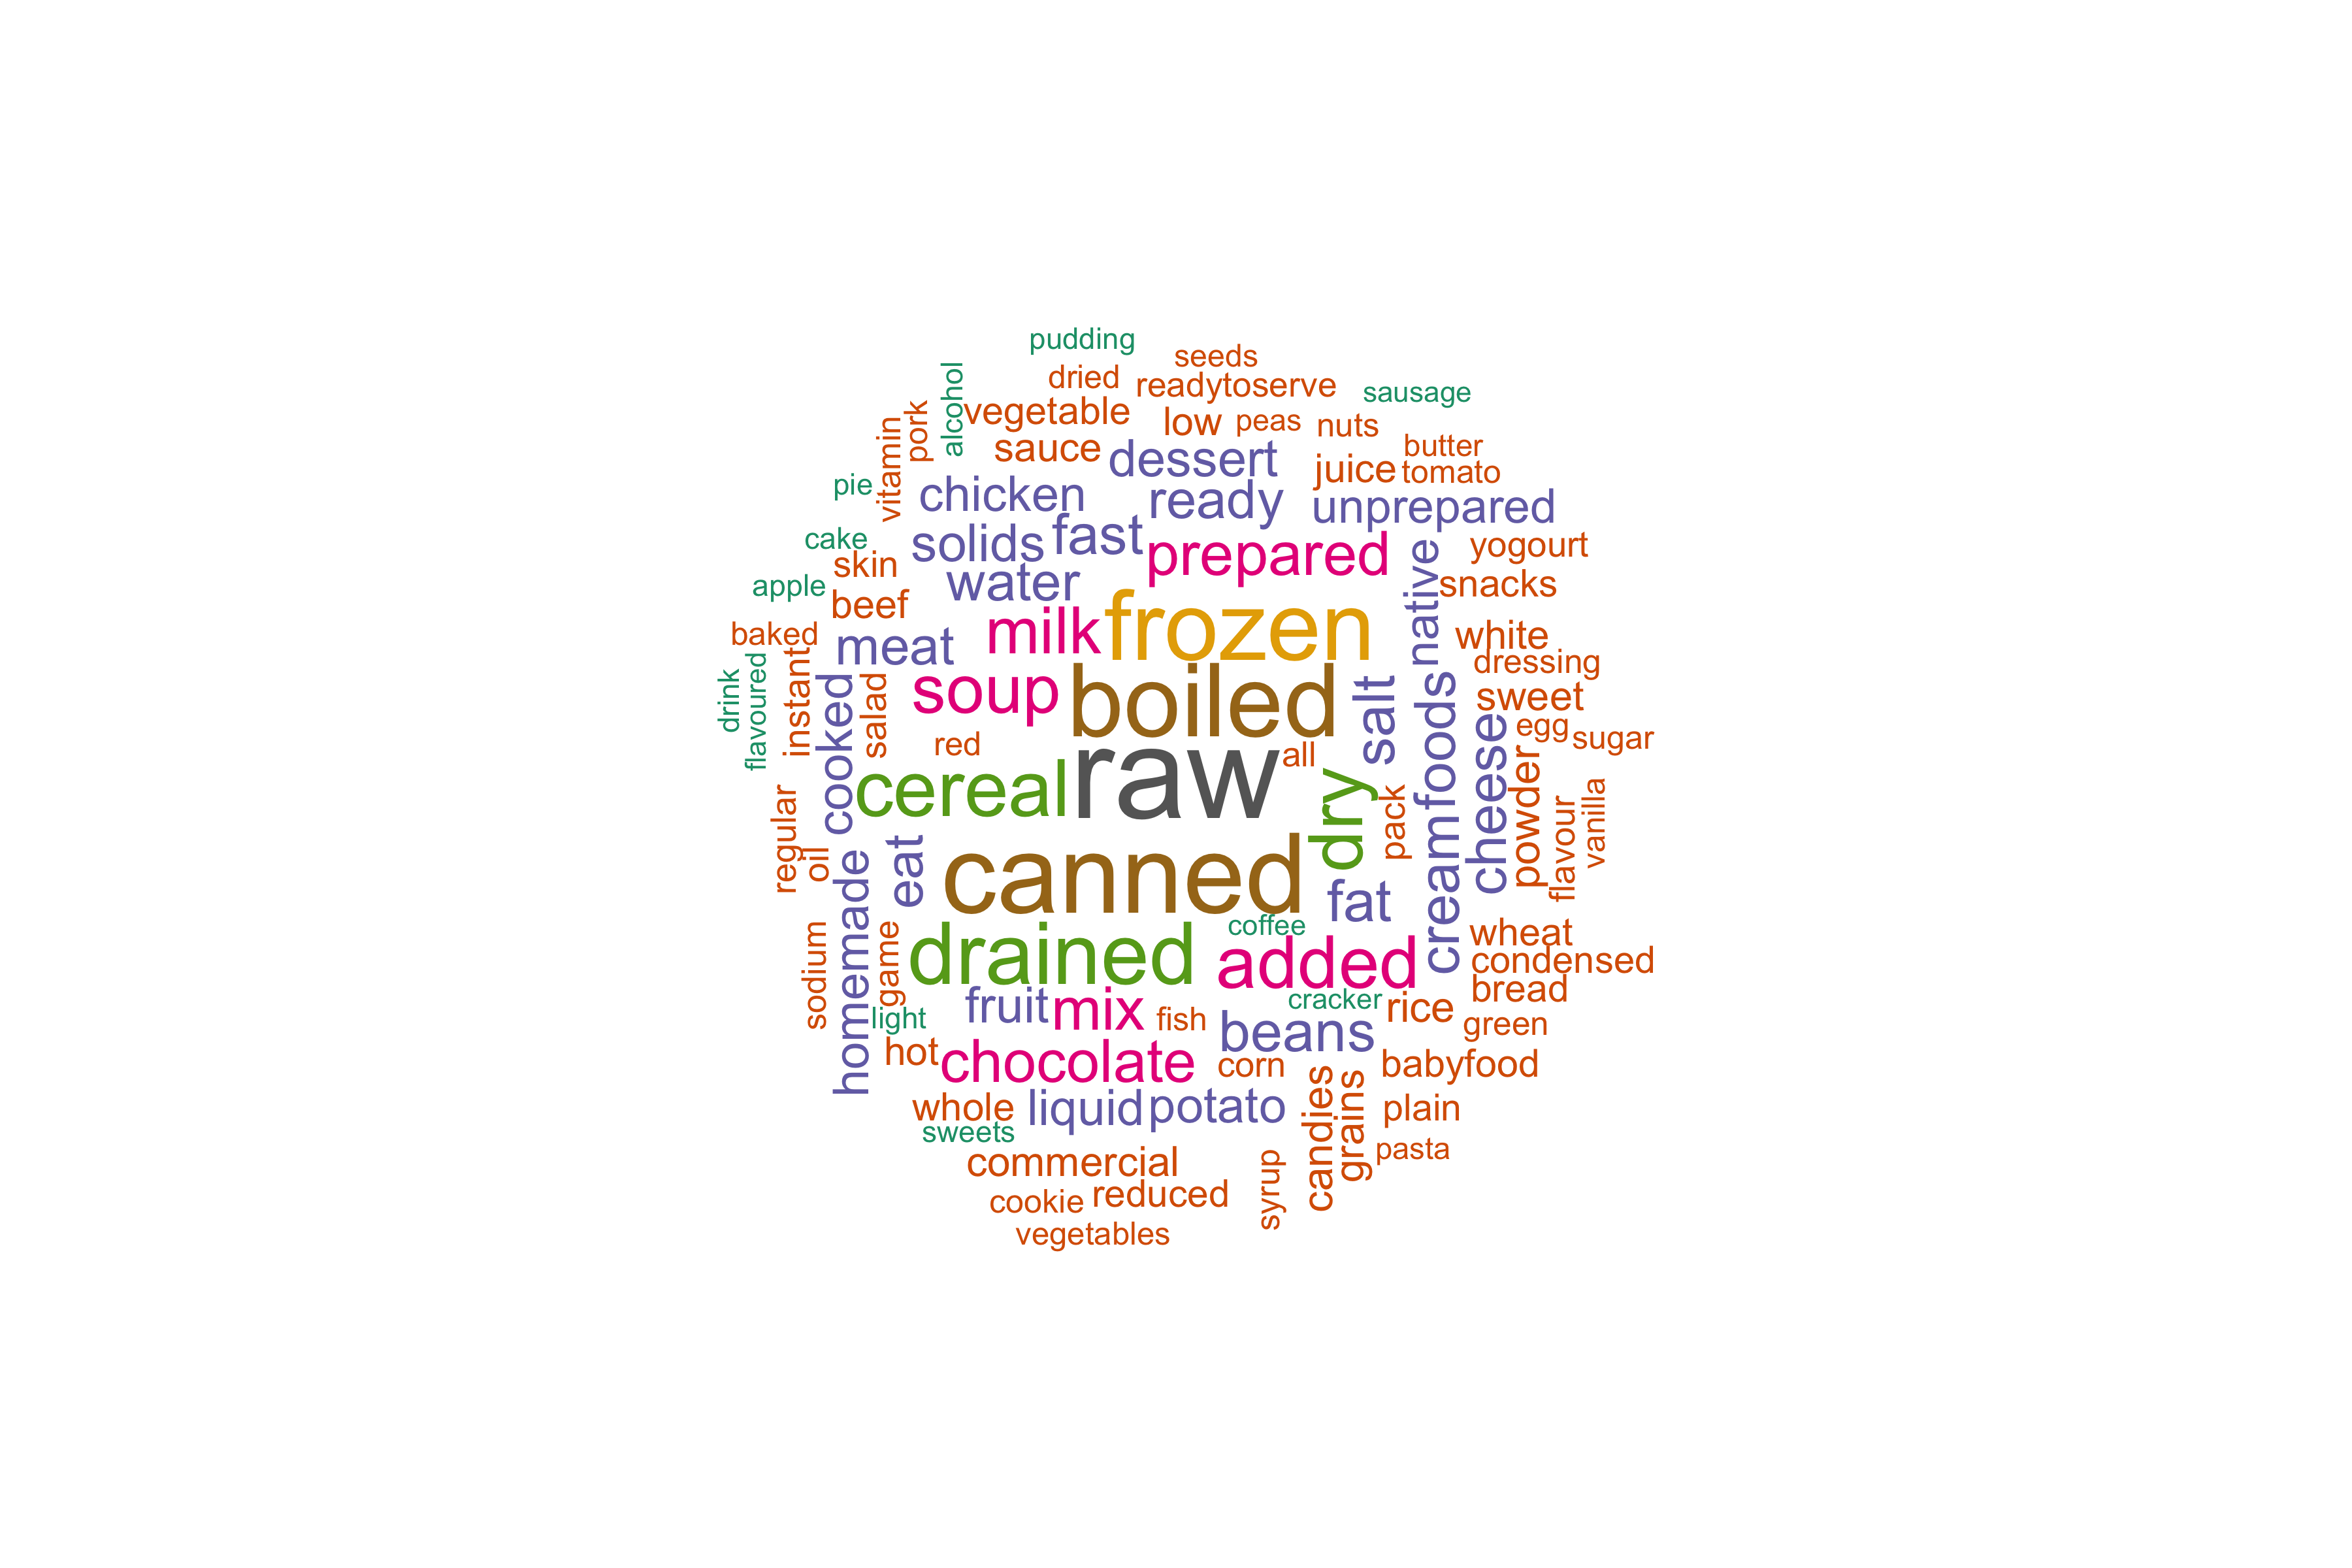 pudding
seeds
dried
readytoserve
sausage
alcohol
vegetable
low
peas
nuts
pork
vitamin
sauce
dessert
butter
juice
tomato
pie
chicken
ready
unprepared
cake
solids
fast
prepared
yogourt
skin
water
native
snacks
apple
beef
milk
frozen
baked
meat
white
dressing
drink
flavoured
instant
cooked
salad
soup
boiled
salt
foods
sweet
red
all
cheese
egg
sugar
cereal
raw
dry
pack
powder
flavour
vanilla
regular
oil
homemade
eat
canned
fat
cream
coffee
wheat
sodium
game
drained
added
condensed
light
fruit
mix
fish
cracker
rice
bread
green
hot
chocolate
beans
corn
babyfood
whole
liquid
potato
candies
grains
plain
sweets
pasta
commercial
syrup
cookie
reduced
vegetables